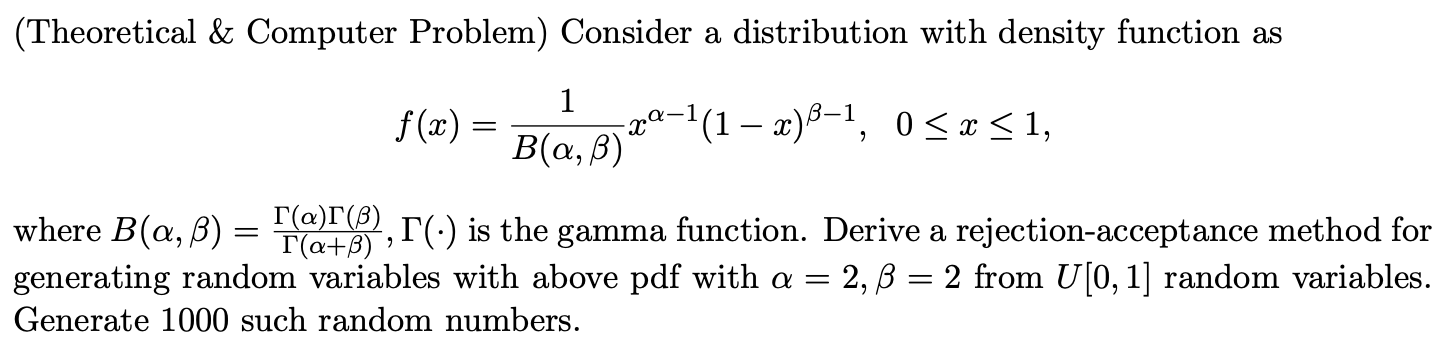 (Theoretical & Computer Problem) Consider a distribution with density function as
f(x) = \frac{1}{B(α, β)} x^{α−1}(1 − x)^{β−1}, 0 ≤ x ≤ 1,
where B(α, β) = \frac{Γ(α)Γ(β)}{Γ(α+β)}, Γ(·) is the gamma function. Derive a rejection-acceptance method for
generating random variables with above pdf with α = 2, β = 2 from U[0, 1] random variables.
Generate 1000 such random numbers.